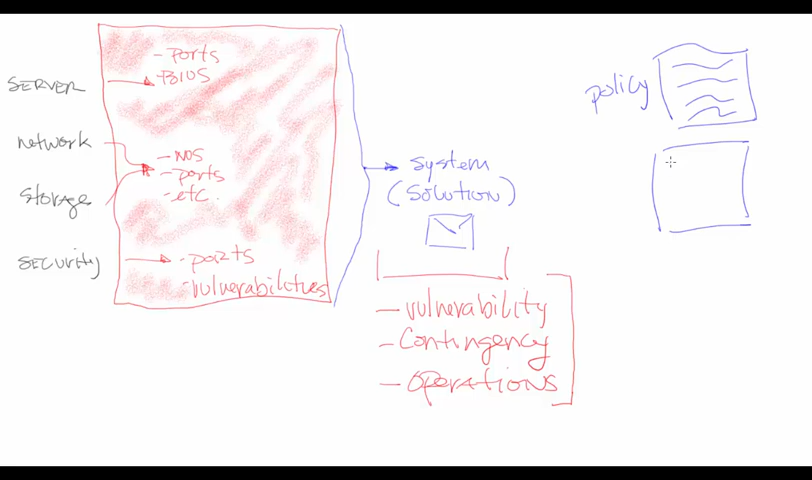 SERVER
network
storage
SECURITY
- Ports
- BIOS
- NOS
- ports
- etc.
- ports
- vulnerabilities
system
(Solution)
- vulnerability
- Contingency
- OPERATIONS
policy